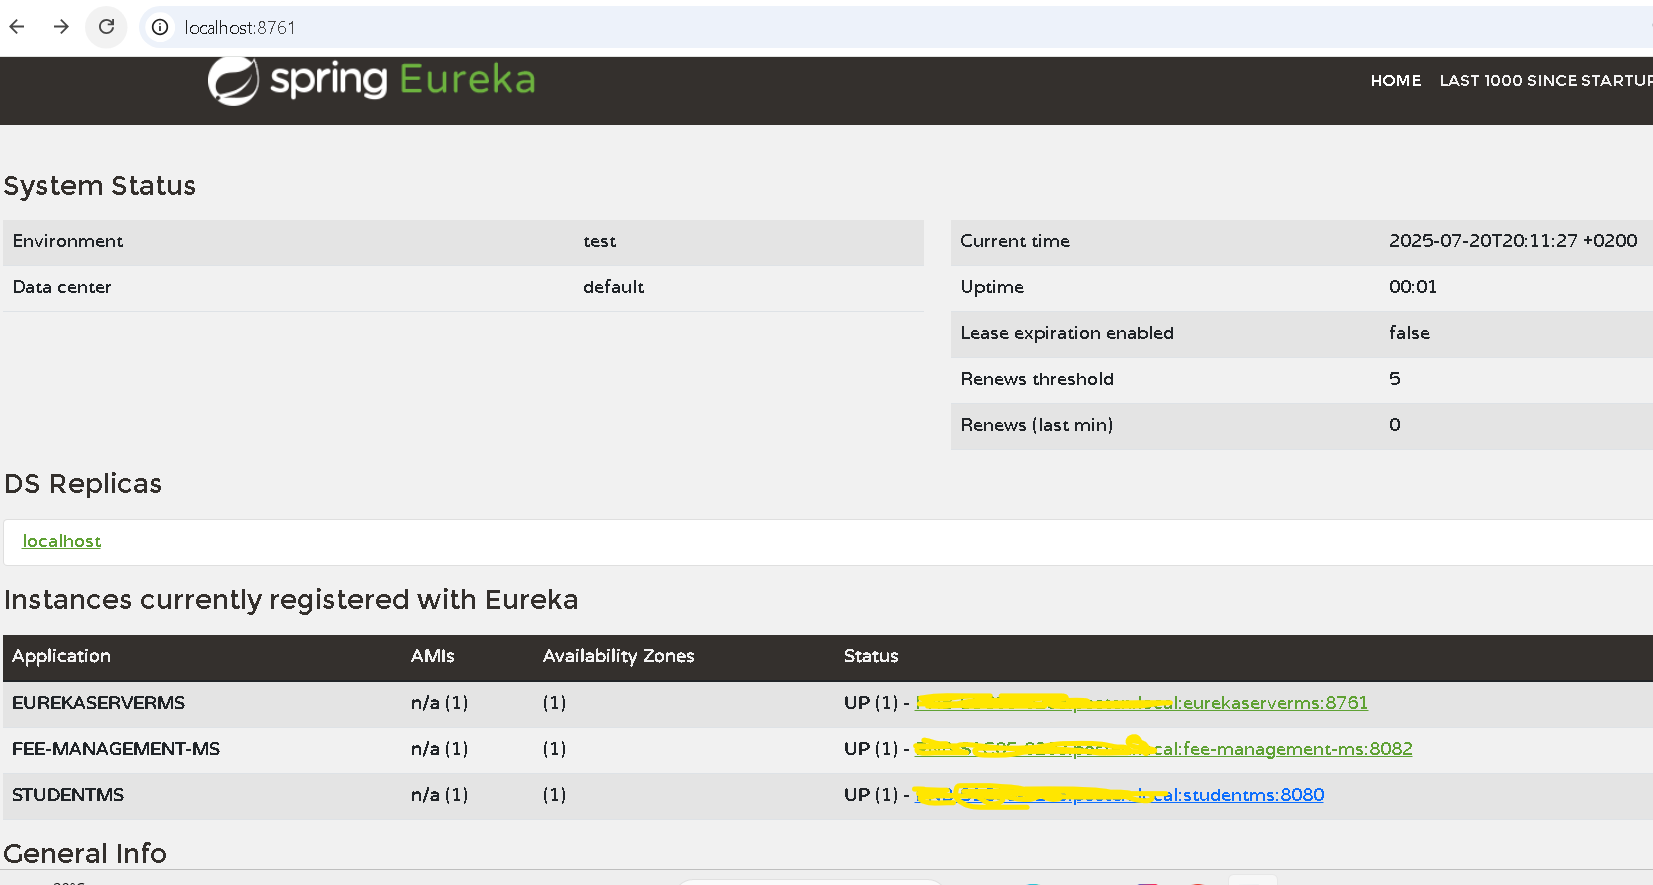 localhost:8761
spring Eureka
HOME LAST 1000 SINCE STARTUP
System Status
Environment test
Data center default
Current time 2025-07-20T20:11:27 +0200
Uptime 00:01
Lease expiration enabled false
Renews threshold 5
Renews (last min) 0
DS Replicas
localhost
Instances currently registered with Eureka
Application AMIs Availability Zones Status
EUREKASERVERMS n/a (1) (1) UP (1) - cal:eurekaserverms:8761
FEE-MANAGEMENT-MS n/a (1) (1) UP (1) - cal:fee-management-ms:8082
STUDENTMS n/a (1) (1) UP (1) - cal:studentms:8080
General Info